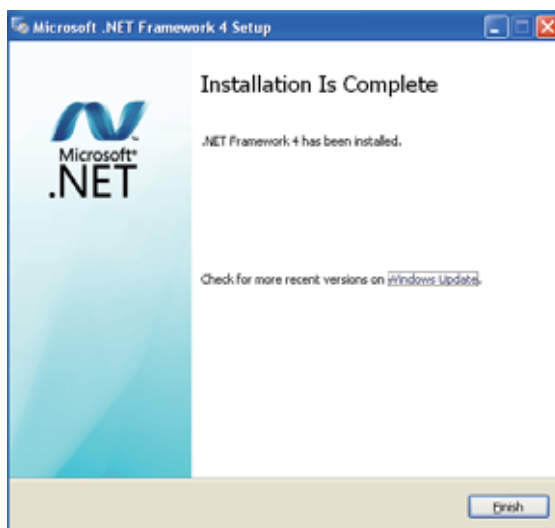 Microsoft .NET Framework 4 Setup
Installation Is Complete
Microsoft®
.NET
.NET Framework 4 has been installed.
Check for more recent versions on Windows Update.
Finish